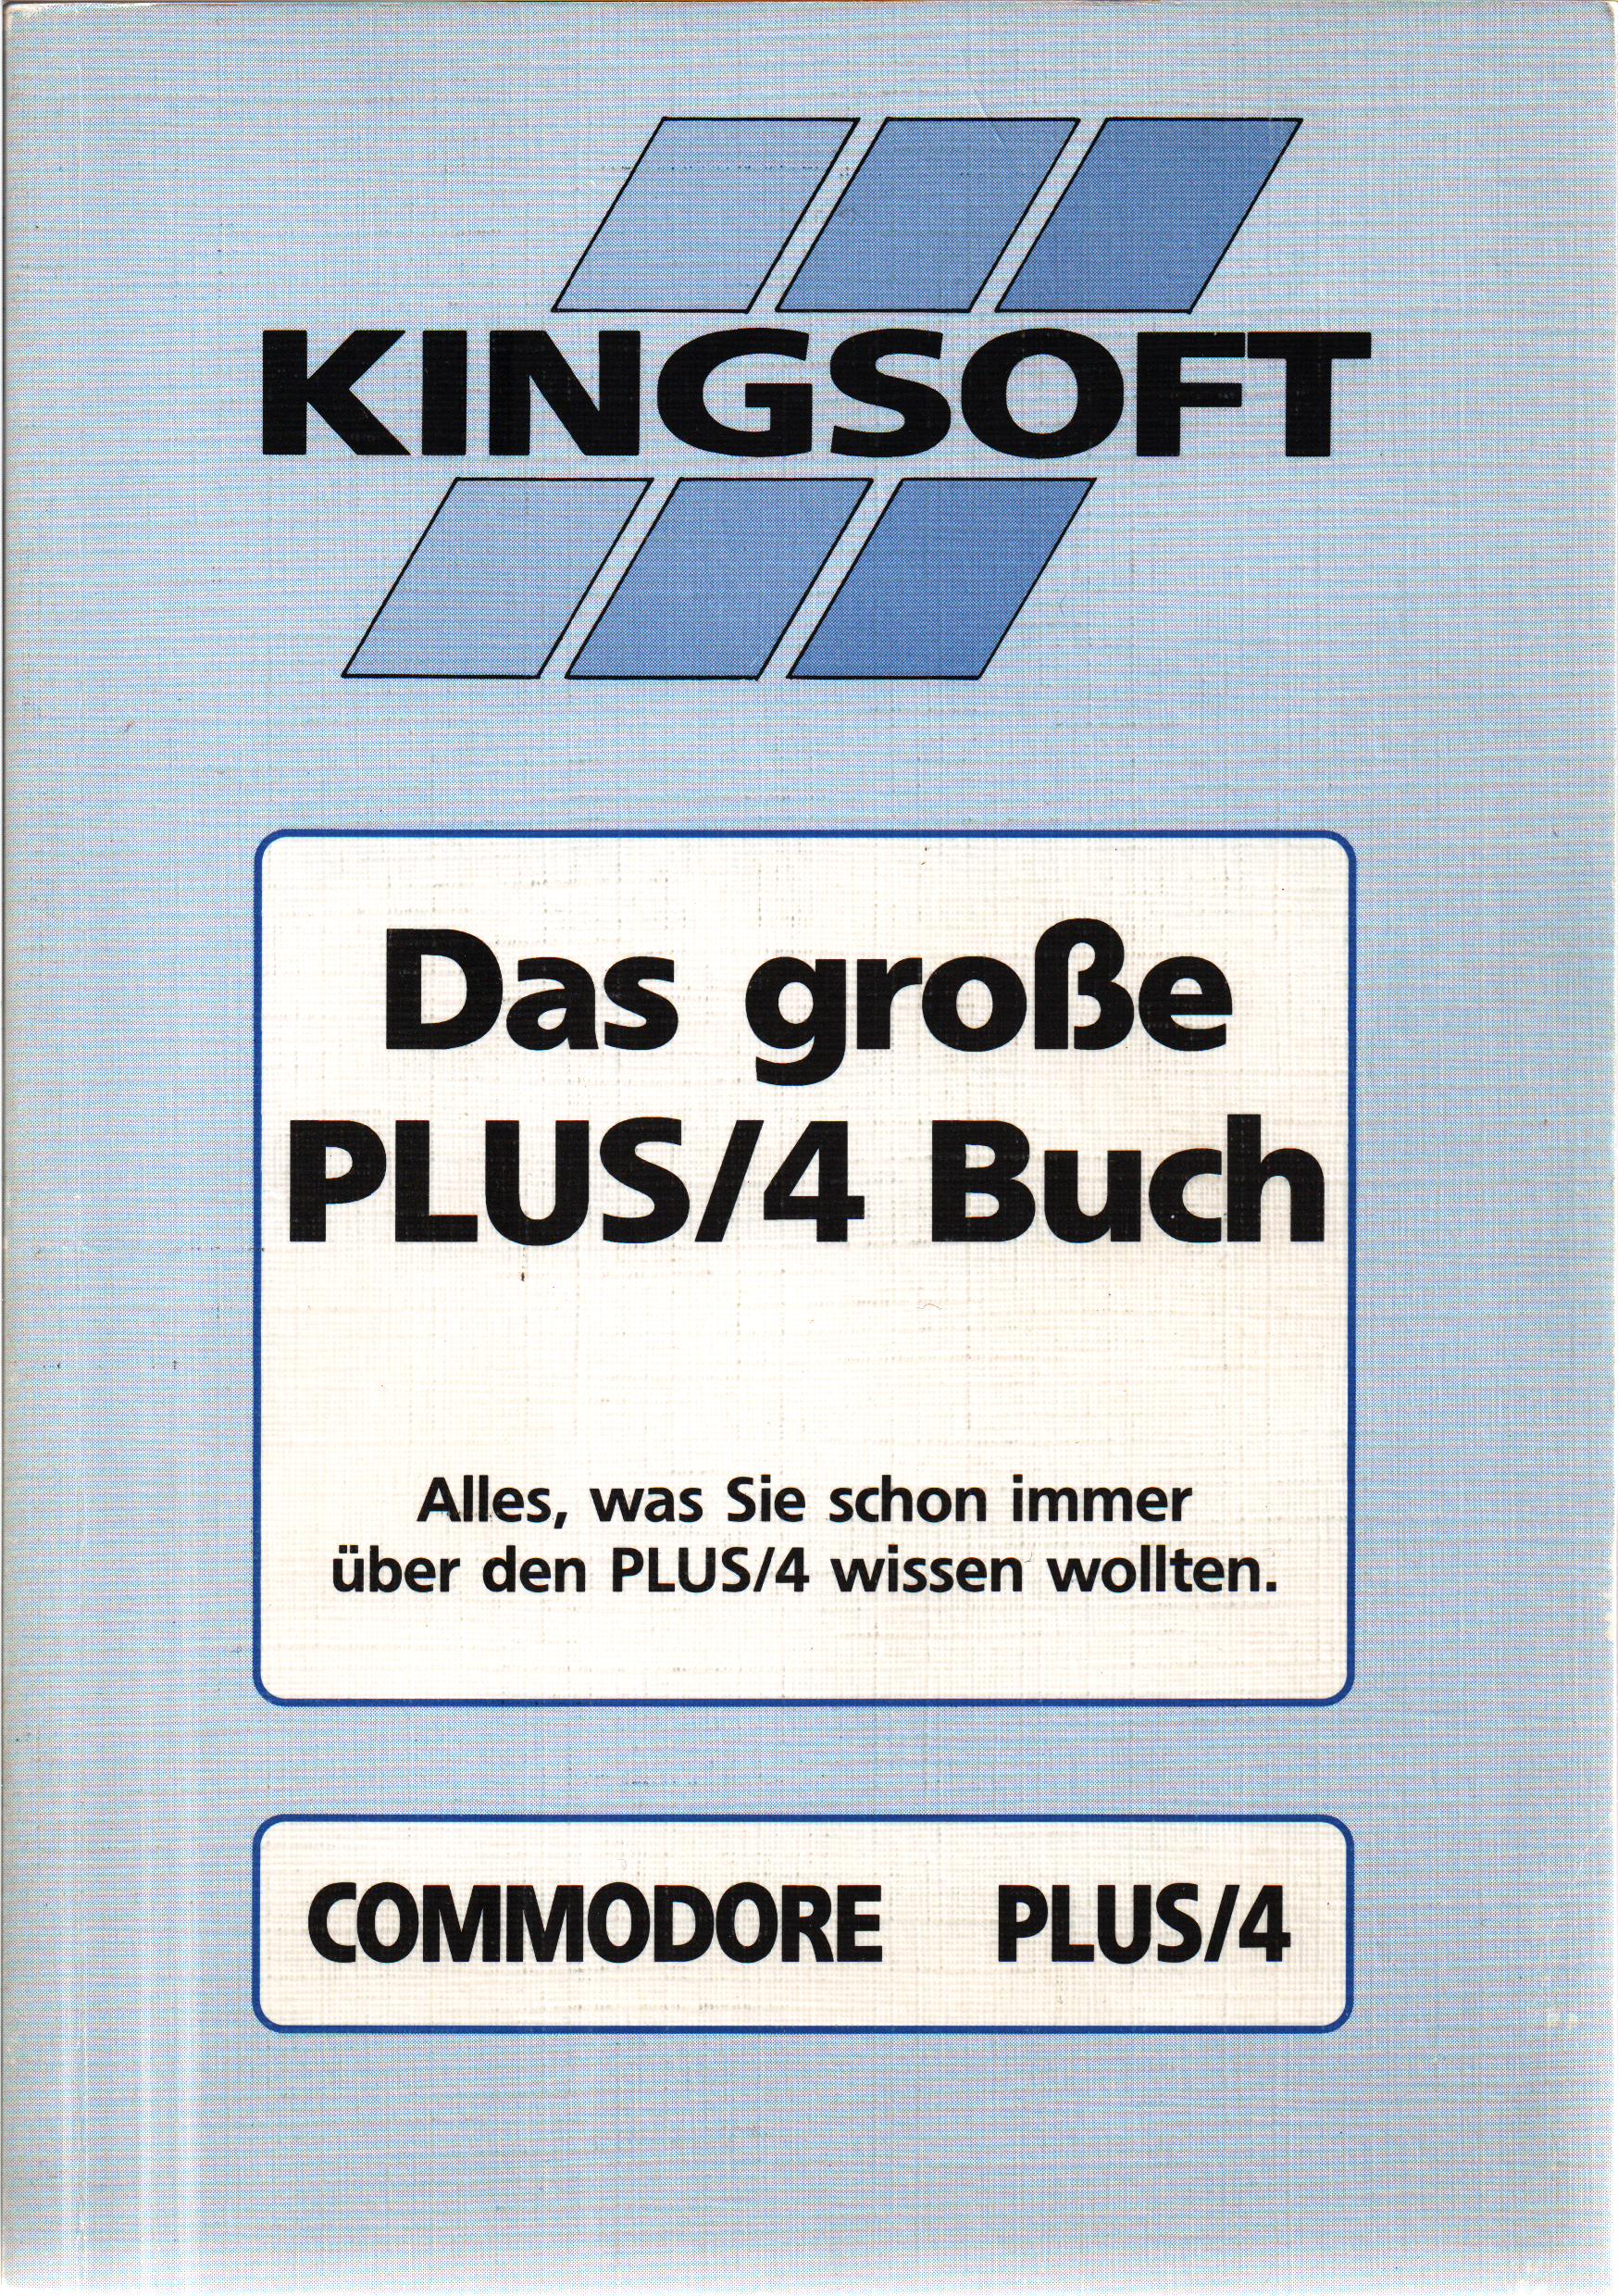 KINGSOFT
Das große
PLUS/4 Buch
Alles, was Sie schon immer
über den PLUS/4 wissen wollten.
COMMODORE PLUS/4